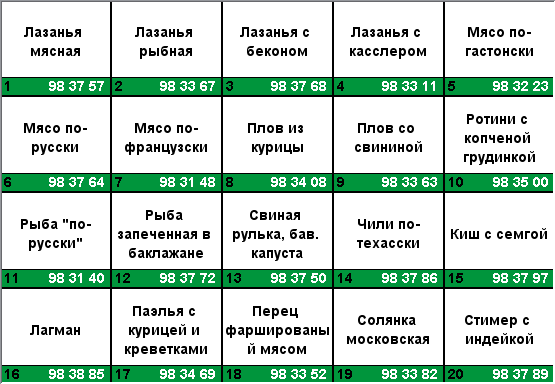 Лазанья мясная
1 98 37 57
Лазанья рыбная
2 98 33 67
Лазанья с беконом
3 98 37 68
Лазанья с касслером
4 98 33 11
Мясо по-гастонски
5 98 32 23
Мясо по-русски
6 98 37 64
Мясо по-французски
7 98 31 48
Плов из курицы
8 98 34 08
Плов со свининой
9 98 33 63
Ротини с копченой грудинкой
10 98 35 00
Рыба "по-русски"
11 98 31 40
Рыба запеченная в баклажане
12 98 37 72
Свиная рулька, бав. капуста
13 98 37 50
Чили по-техасски
14 98 37 86
Киш с семгой
15 98 37 97
Лагман
16 98 38 85
Паэлья с курицей и креветками
17 98 34 69
Перец фаршированы й мясом
18 98 33 52
Солянка московская
19 98 33 82
Стимер с индейкой
20 98 37 89